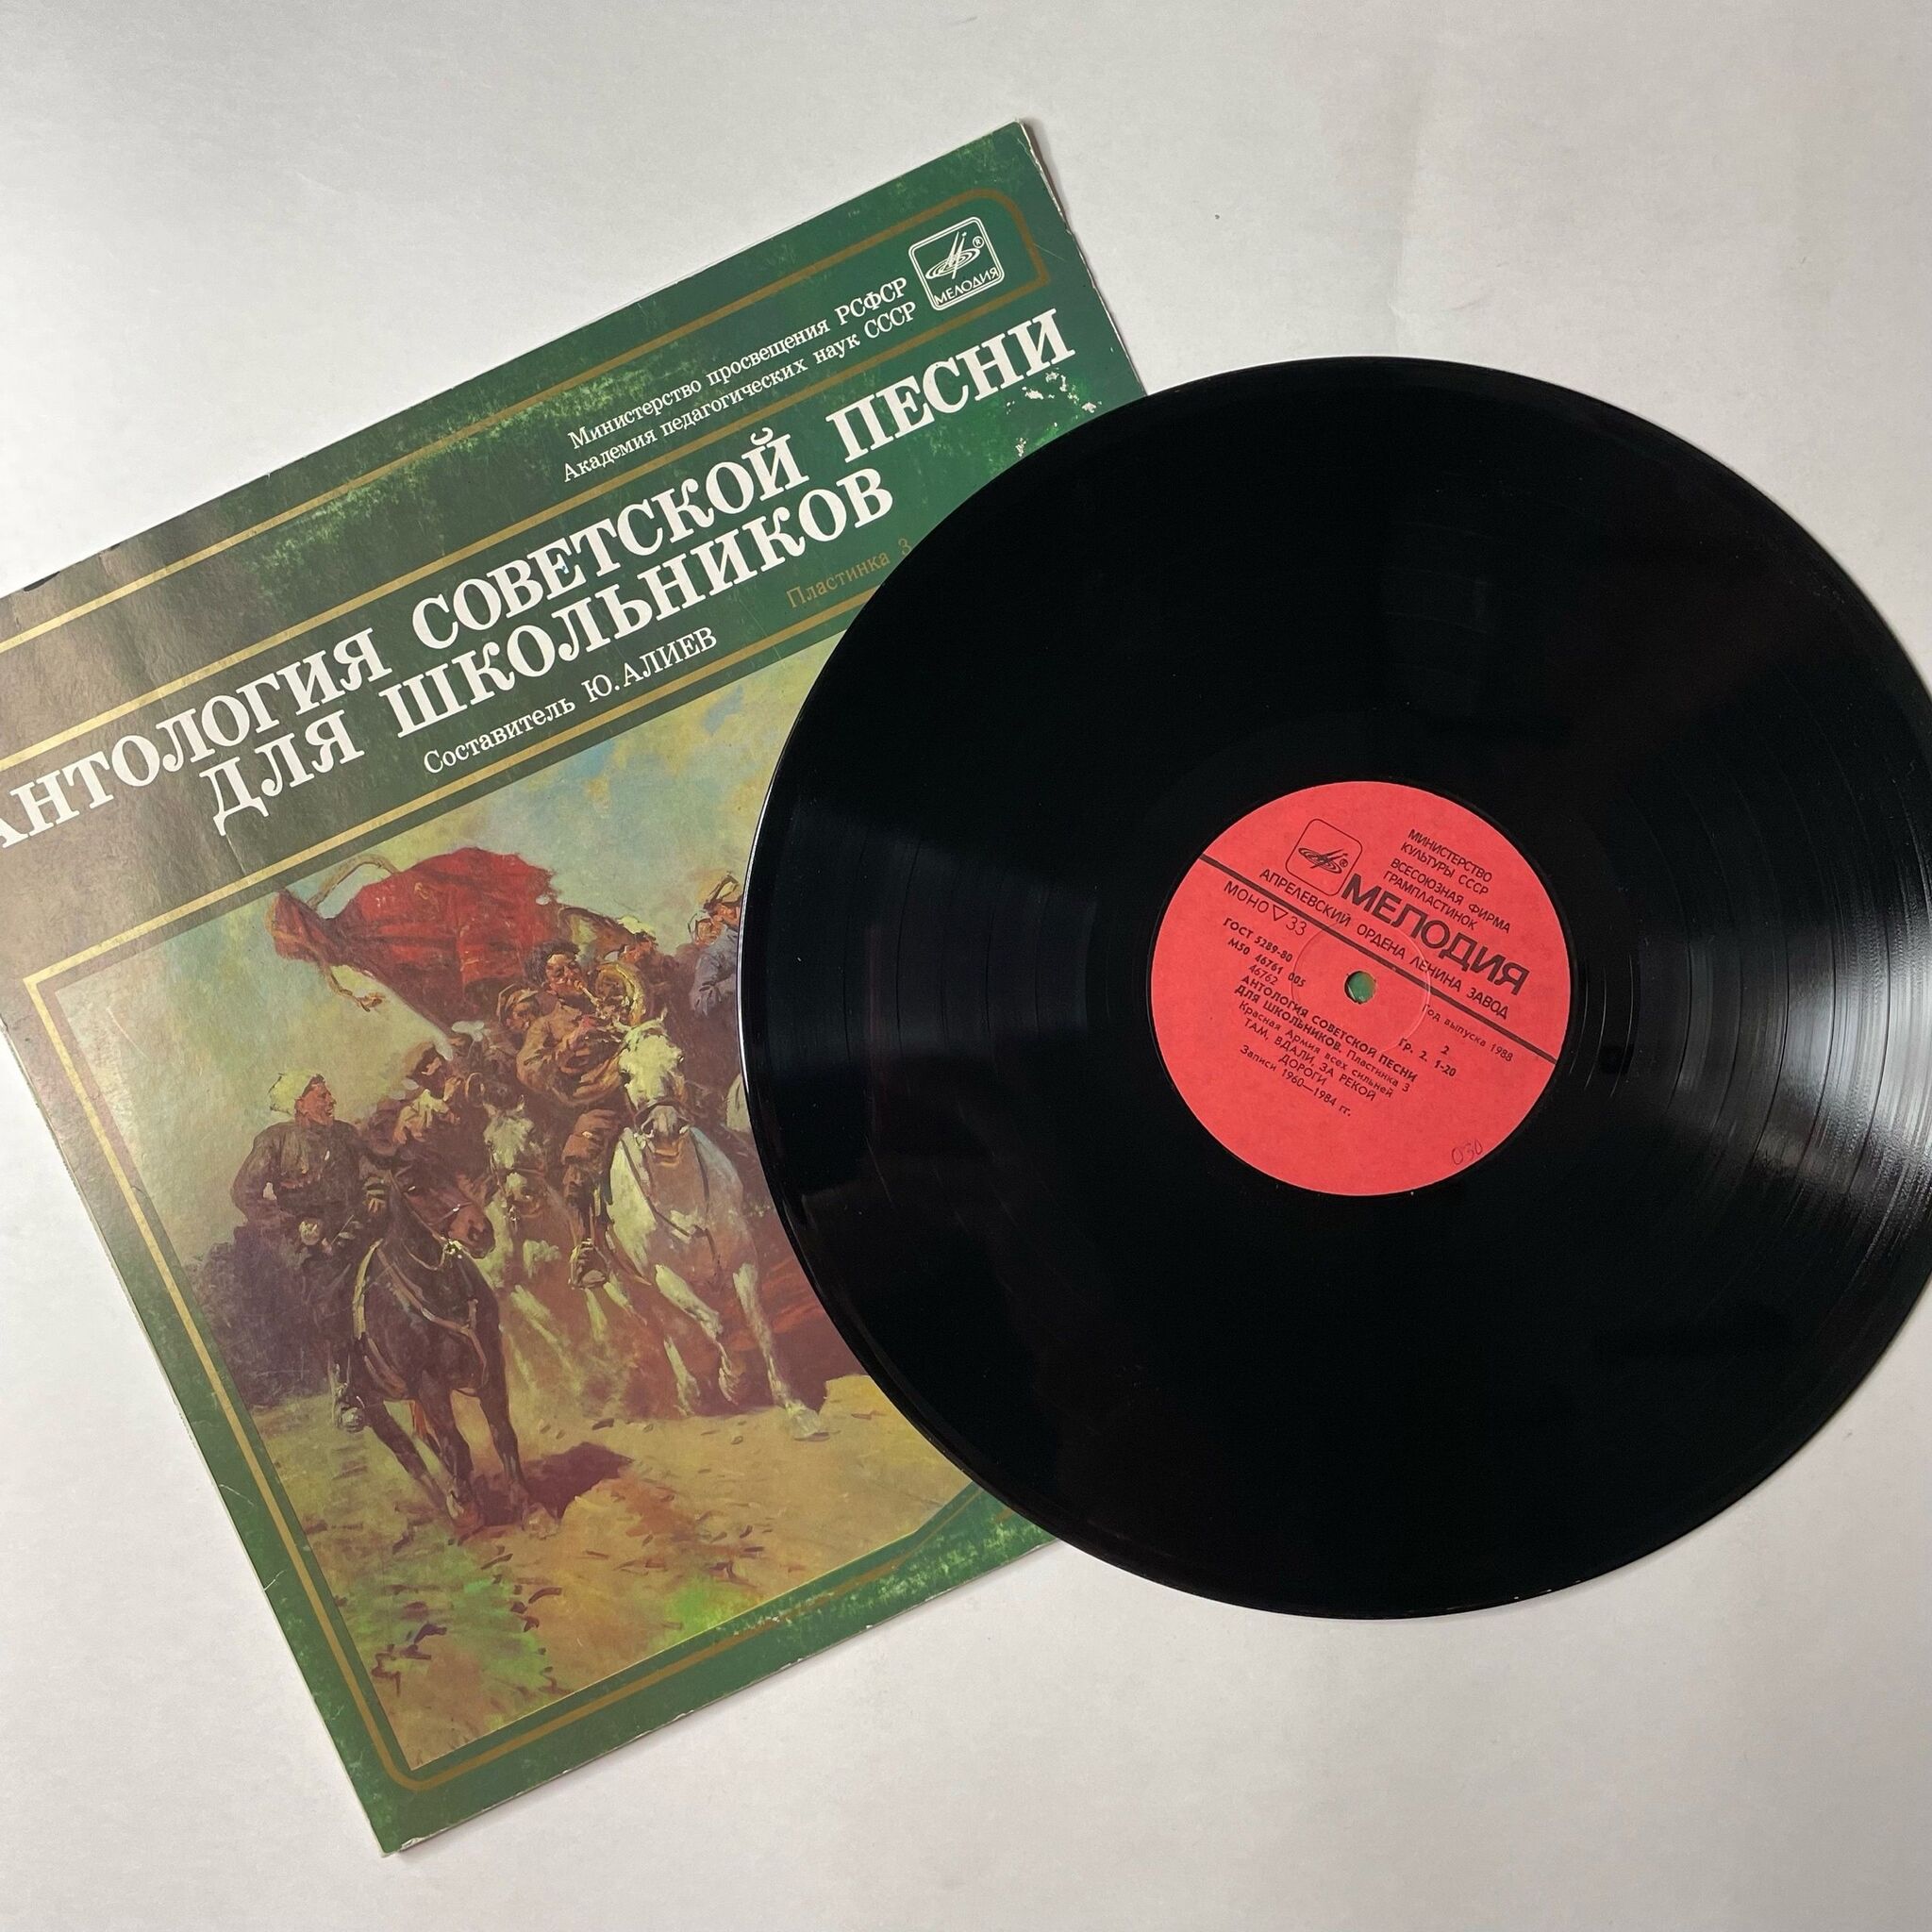 МЕЛОДИЯ
Министерство просвещения РСФСР
Академия педагогических наук СССР
АНТОЛОГИЯ СОВЕТСКОЙ ПЕСНИ
ДЛЯ ШКОЛЬНИКОВ
Составитель Ю. АЛИЕВ
Пластинка 3
МИНИСТЕРСТВО
КУЛЬТУРЫ СССР
ВСЕСОЮЗНАЯ ФИРМА
ГРАМПЛАСТИНОК
МЕЛОДИЯ
АПРЕЛЕВСКИЙ ОРДЕНА ЛЕНИНА ЗАВОД
МОНО 33
Год выпуска 1988
ГОСТ 5289-80
2
М50 46761 005
Гр. 2. 1-20
46762
АНТОЛОГИЯ СОВЕТСКОЙ ПЕСНИ
ДЛЯ ШКОЛЬНИКОВ. Пластинка 3
Красная Армия всех сильней
ТАМ, ВДАЛИ, ЗА РЕКОЙ
ДОРОГИ
Записи 1960—1984 гг.
030